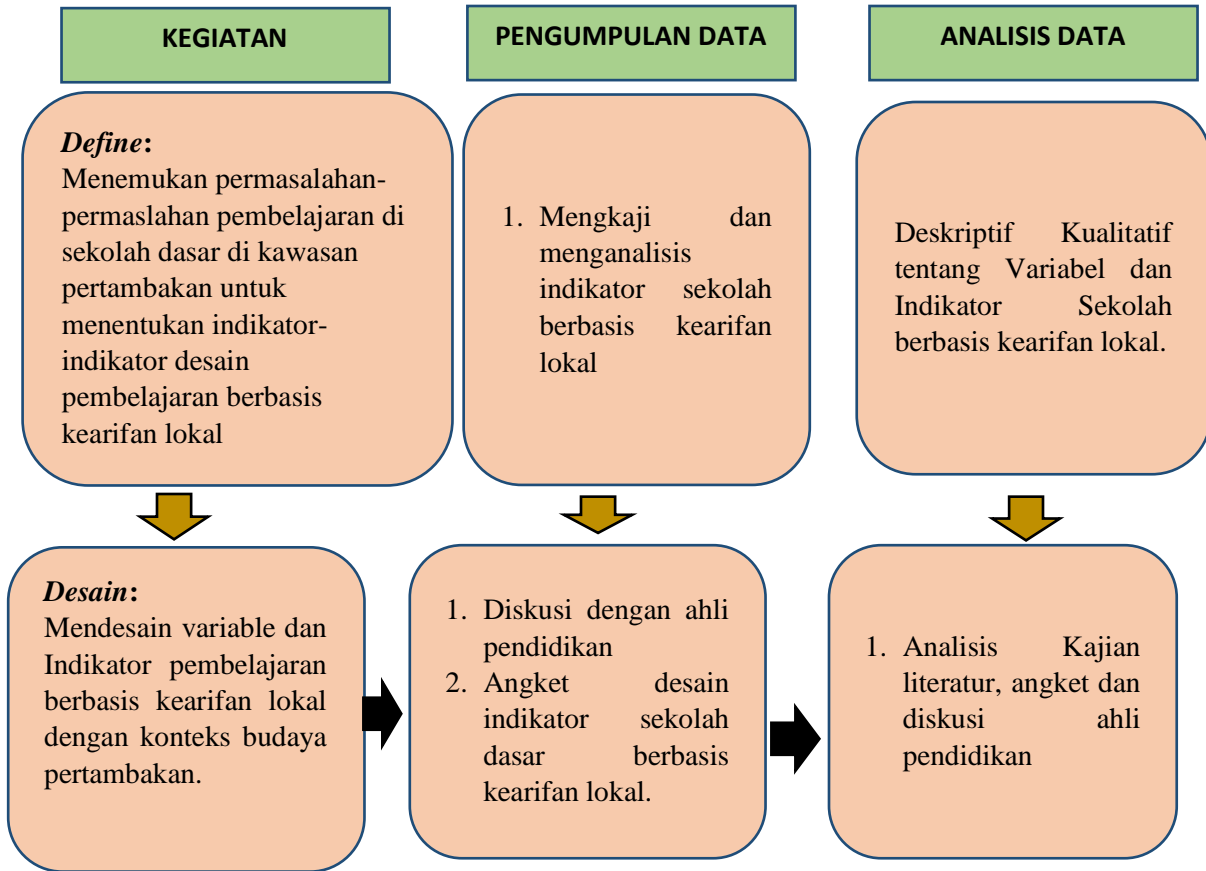 KEGIATAN
PENGUMPULAN DATA
ANALISIS DATA
Define:
Menemukan permasalahan-
permaslahan pembelajaran di
sekolah dasar di kawasan
pertambakan untuk
menentukan indikator-
indikator desain
pembelajaran berbasis
kearifan lokal
1. Mengkaji dan
menganalisis
indikator sekolah
berbasis kearifan
lokal
Deskriptif Kualitatif
tentang Variabel dan
Indikator Sekolah
berbasis kearifan lokal.
Desain:
Mendesain variable dan
Indikator pembelajaran
berbasis kearifan lokal
dengan konteks budaya
pertambakan.
1. Diskusi dengan ahli
pendidikan
2. Angket desain
indikator sekolah
dasar berbasis
kearifan lokal.
1. Analisis Kajian
literatur, angket dan
diskusi ahli
pendidikan